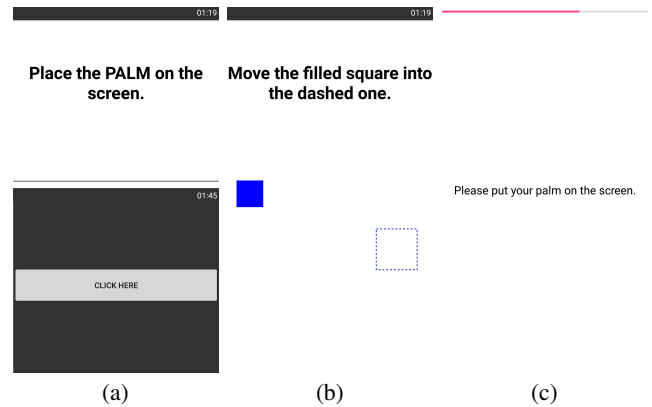 01:19
Place the PALM on the
screen.
01:45
CLICK HERE
(a)
01:19
Move the filled square into
the dashed one.
(b)
Please put your palm on the screen.
(c)